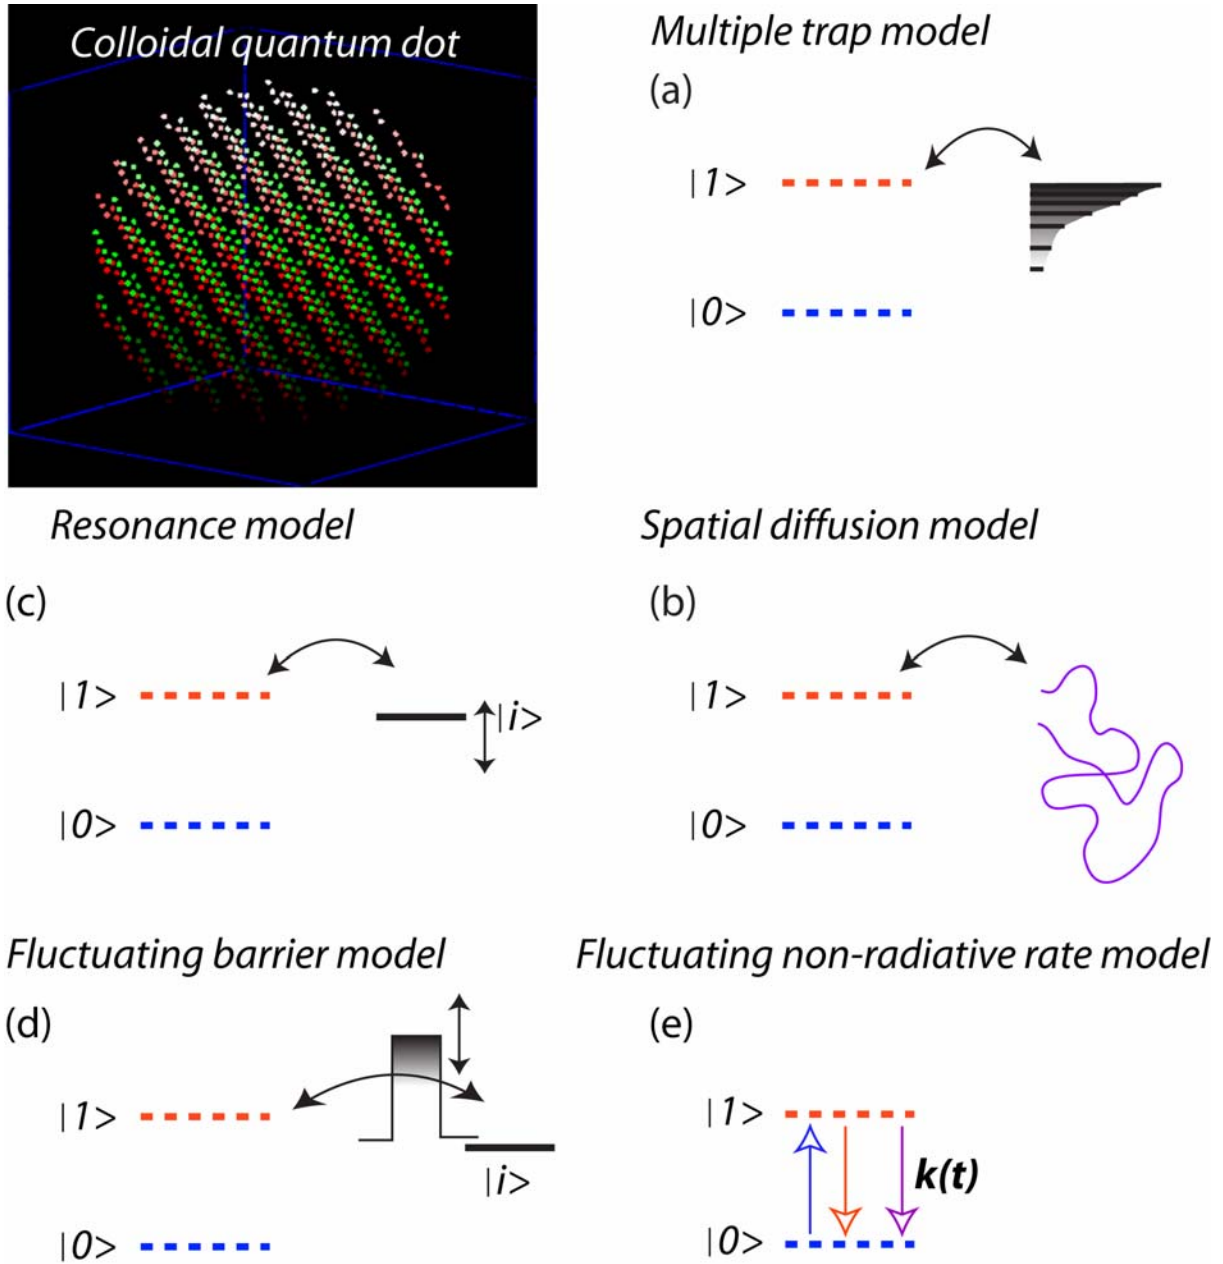 Colloidal quantum dot
Multiple trap model
(a)
|1>
|0>
Resonance model
(c)
|1>
|i>
|0>
Spatial diffusion model
(b)
|1>
|0>
Fluctuating barrier model
(d)
|1>
|i>
|0>
Fluctuating non-radiative rate model
(e)
|1>
k(t)
|0>